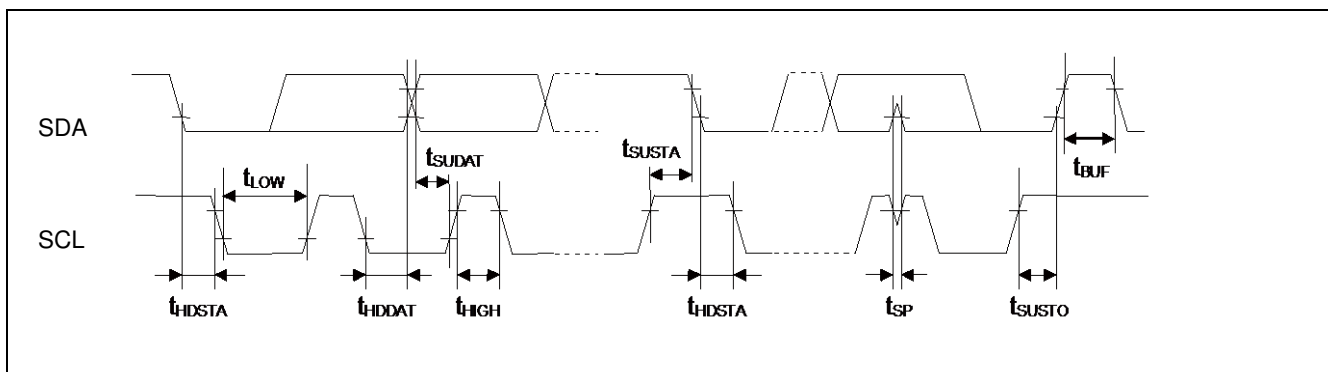 SDA
tSUDAT
tSUSTA
tBUF
tLOW
SCL
tHDSTA
tHDDAT
tHIGH
tHDSTA
tSP
tSUSTO